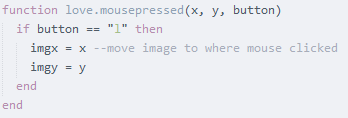 function love.mousepressed(x, y, button)
if button == "l" then
imgx = x --move image to where mouse clicked
imgy = y
end
end